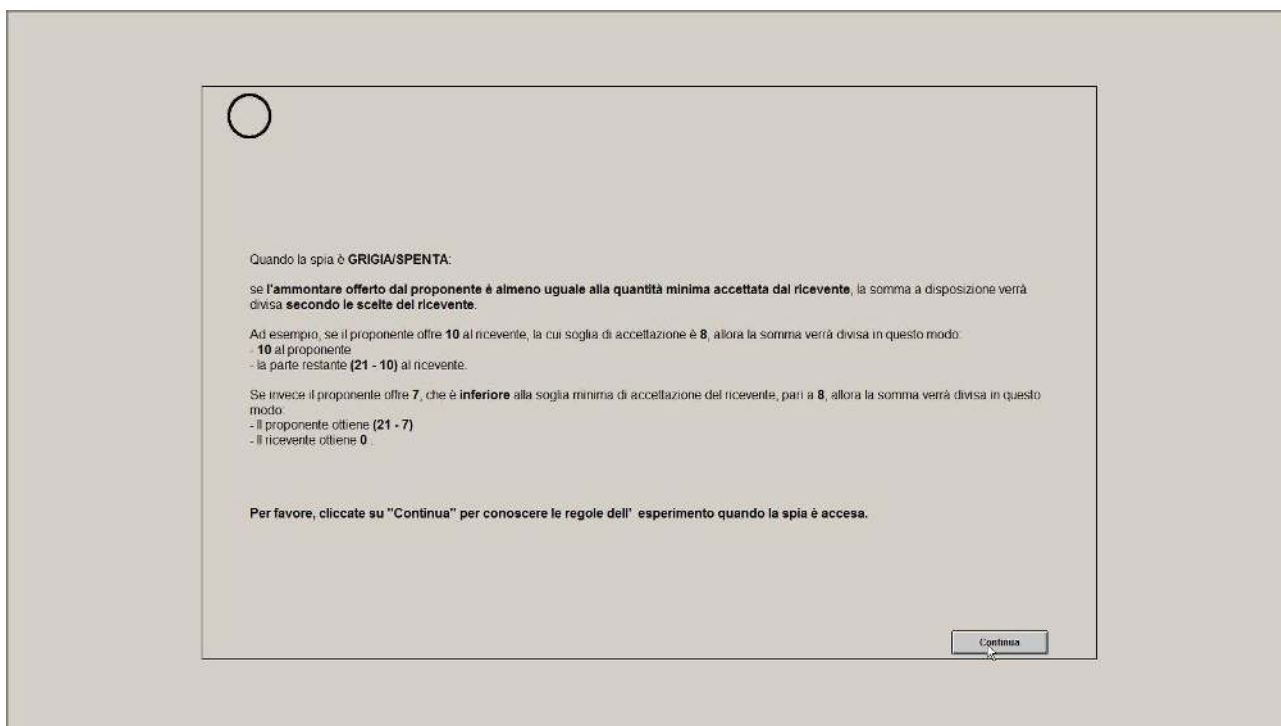 Quando la spia è GRIGIA/SPENTA:
se l'ammontare offerto dal proponente è almeno uguale alla quantità minima accettata dal ricevente, la somma a disposizione verrà
divisa secondo le scelte del ricevente.
Ad esempio, se il proponente offre 10 al ricevente, la cui soglia di accettazione è 8, allora la somma verrà divisa in questo modo:
- 10 al proponente
- la parte restante (21 - 10) al ricevente.
Se invece il proponente offre 7, che è inferiore alla soglia minima di accettazione del ricevente, pari a 8, allora la somma verrà divisa in questo
modo:
- Il proponente ottiene (21 - 7)
- Il ricevente ottiene 0 .
Per favore, cliccate su "Continua" per conoscere le regole dell' esperimento quando la spia è accesa.
Continua